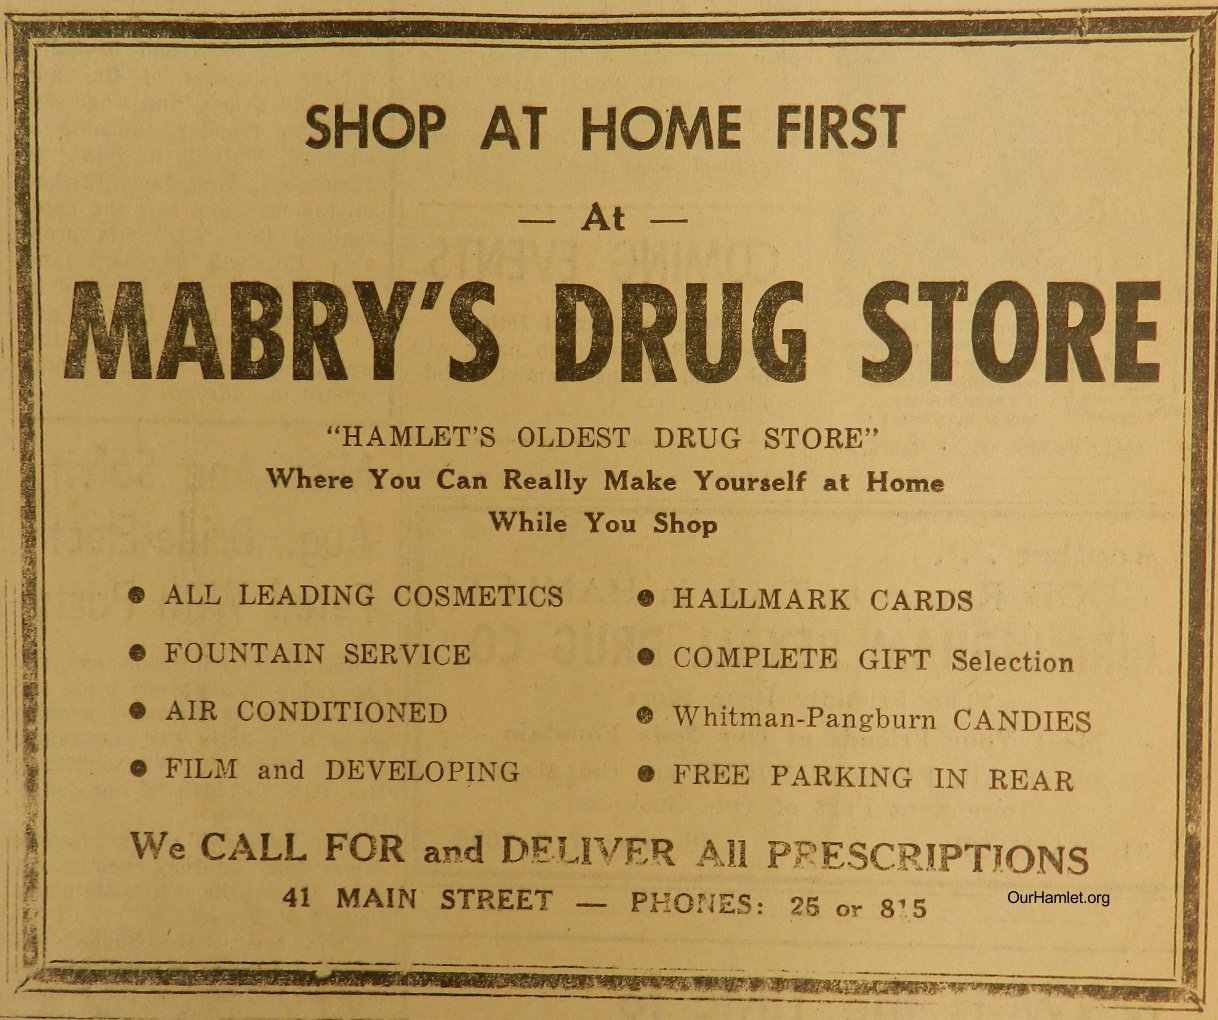 SHOP AT HOME FIRST
— At —
MABRY'S DRUG STORE
"HAMLET'S OLDEST DRUG STORE"
Where You Can Really Make Yourself at Home
While You Shop
● ALL LEADING COSMETICS
● FOUNTAIN SERVICE
● AIR CONDITIONED
● FILM and DEVELOPING
● HALLMARK CARDS
● COMPLETE GIFT Selection
● Whitman-Pangburn CANDIES
● FREE PARKING IN REAR
We CALL FOR and DELIVER All PRESCRIPTIONS
41 MAIN STREET — PHONES: 25 or
OurHamlet.org